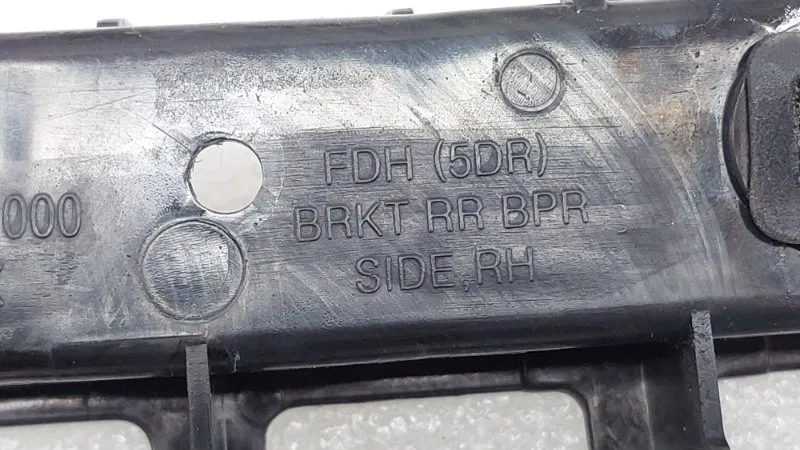 FDH (5DR)
000
BRKT RR BPR
SIDE, RH